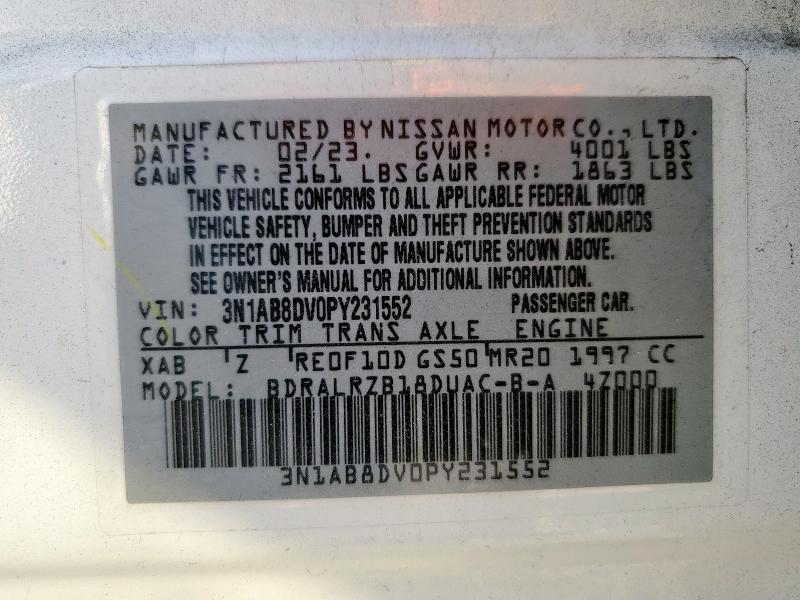 MANUFACTURED BY NISSAN MOTOR CO., LTD.
DATE: 02/23. GVWR: 4001 LBS
GAWR FR: 2161 LBS GAWR RR: 1863 LBS
THIS VEHICLE CONFORMS TO ALL APPLICABLE FEDERAL MOTOR
VEHICLE SAFETY, BUMPER AND THEFT PREVENTION STANDARDS
IN EFFECT ON THE DATE OF MANUFACTURE SHOWN ABOVE.
SEE OWNER'S MANUAL FOR ADDITIONAL INFORMATION.
VIN: 3N1AB8DV0PY231552 PASSENGER CAR.
COLOR TRIM TRANS AXLE ENGINE
XAB Z RE0F10D GS50 MR20 1997 CC
MODEL: BDRALRZB18DUAC-B-A 4Z000
3N1AB8DV0PY231552